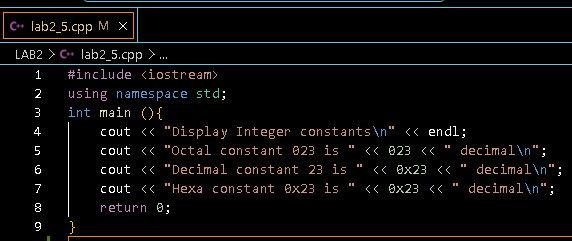 lab2_5.cpp M ×
LAB2 > lab2_5.cpp > ...
1 #include <iostream>
2 using namespace std;
3 int main (){
4 cout << "Display Integer constants\n" << endl;
5 cout << "Octal constant 023 is " << 023 << " decimal\n";
6 cout << "Decimal constant 23 is " << 0x23 << " decimal\n";
7 cout << "Hexa constant 0x23 is " << 0x23 << " decimal\n";
8 return 0;
9 }